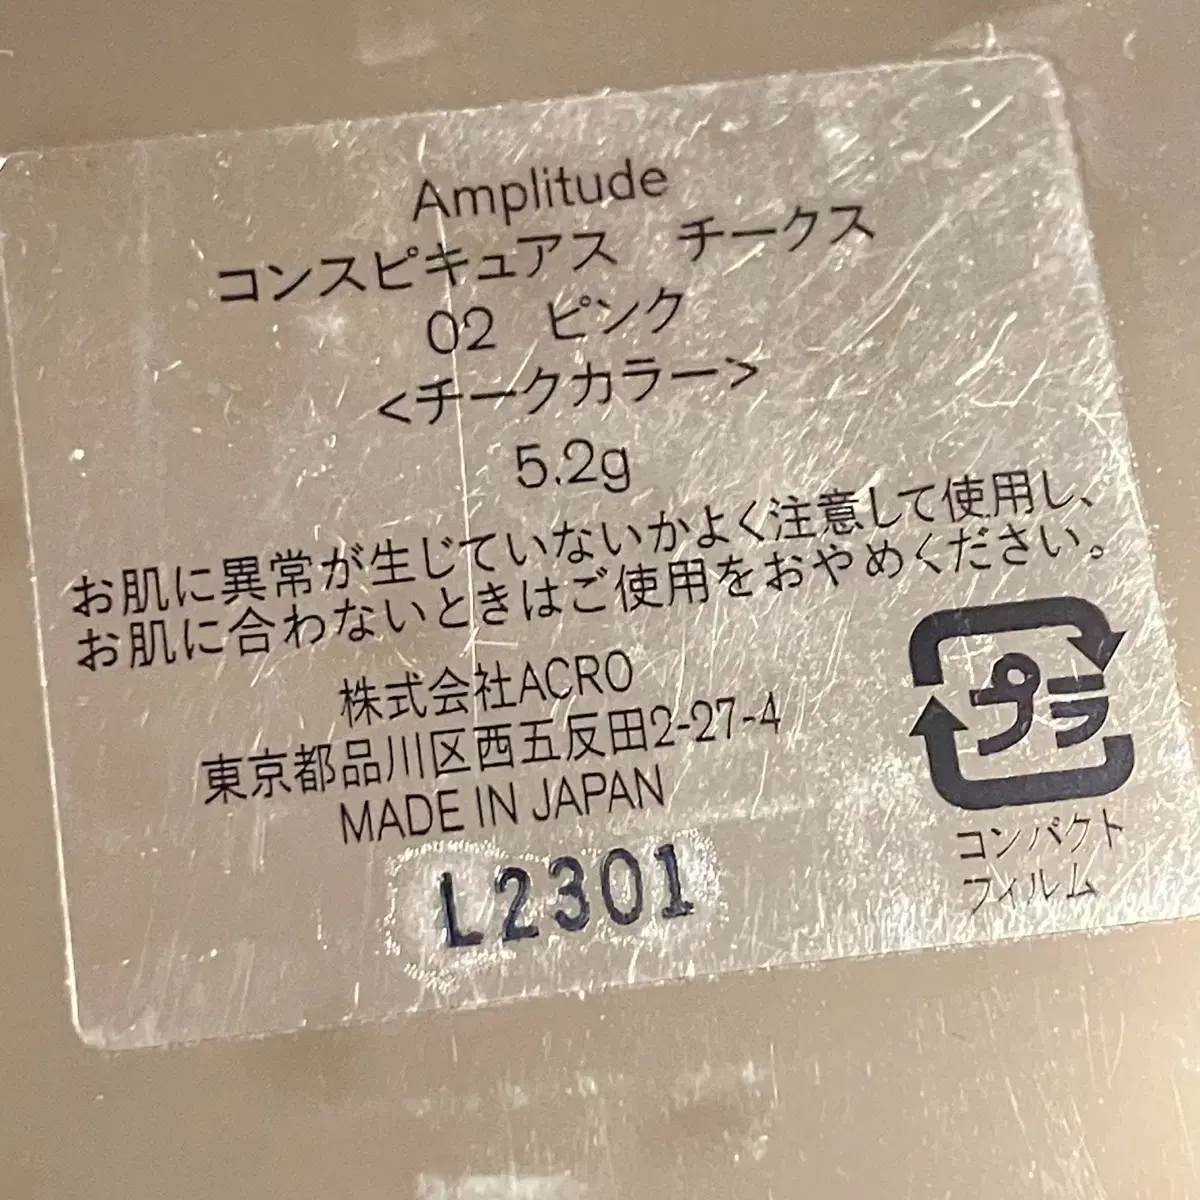 Amplitude
コンスピキュアス　チークス
02　ピンク
<チークカラー>
5.2g
お肌に異常が生じていないかよく注意して使用し、
お肌に合わないときはご使用をおやめください。
株式会社ACRO
東京都品川区西五反田2-27-4
MADE IN JAPAN
L2301
プラ
コンパクト
フィルム